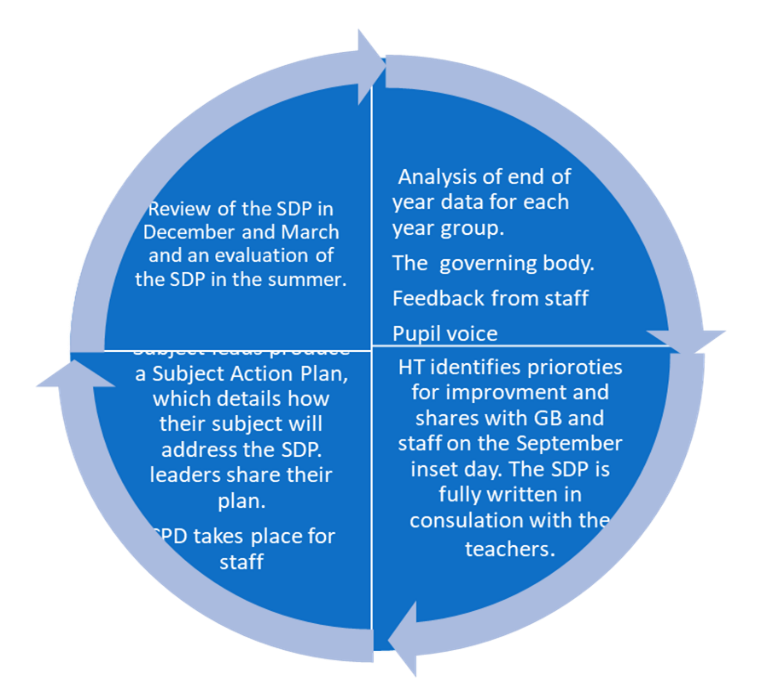 Review of the SDP in
December and March
and an evaluation of
the SDP in the summer.
Analysis of end of
year data for each
year group.
The governing body.
Feedback from staff
Pupil voice
Subject leads produce
a Subject Action Plan,
which details how
their subject will
address the SDP.
leaders share their
plan.
CPD takes place for
staff
HT identifies prioroties
for improvment and
shares with GB and
staff on the September
inset day. The SDP is
fully written in
consulation with the
teachers.